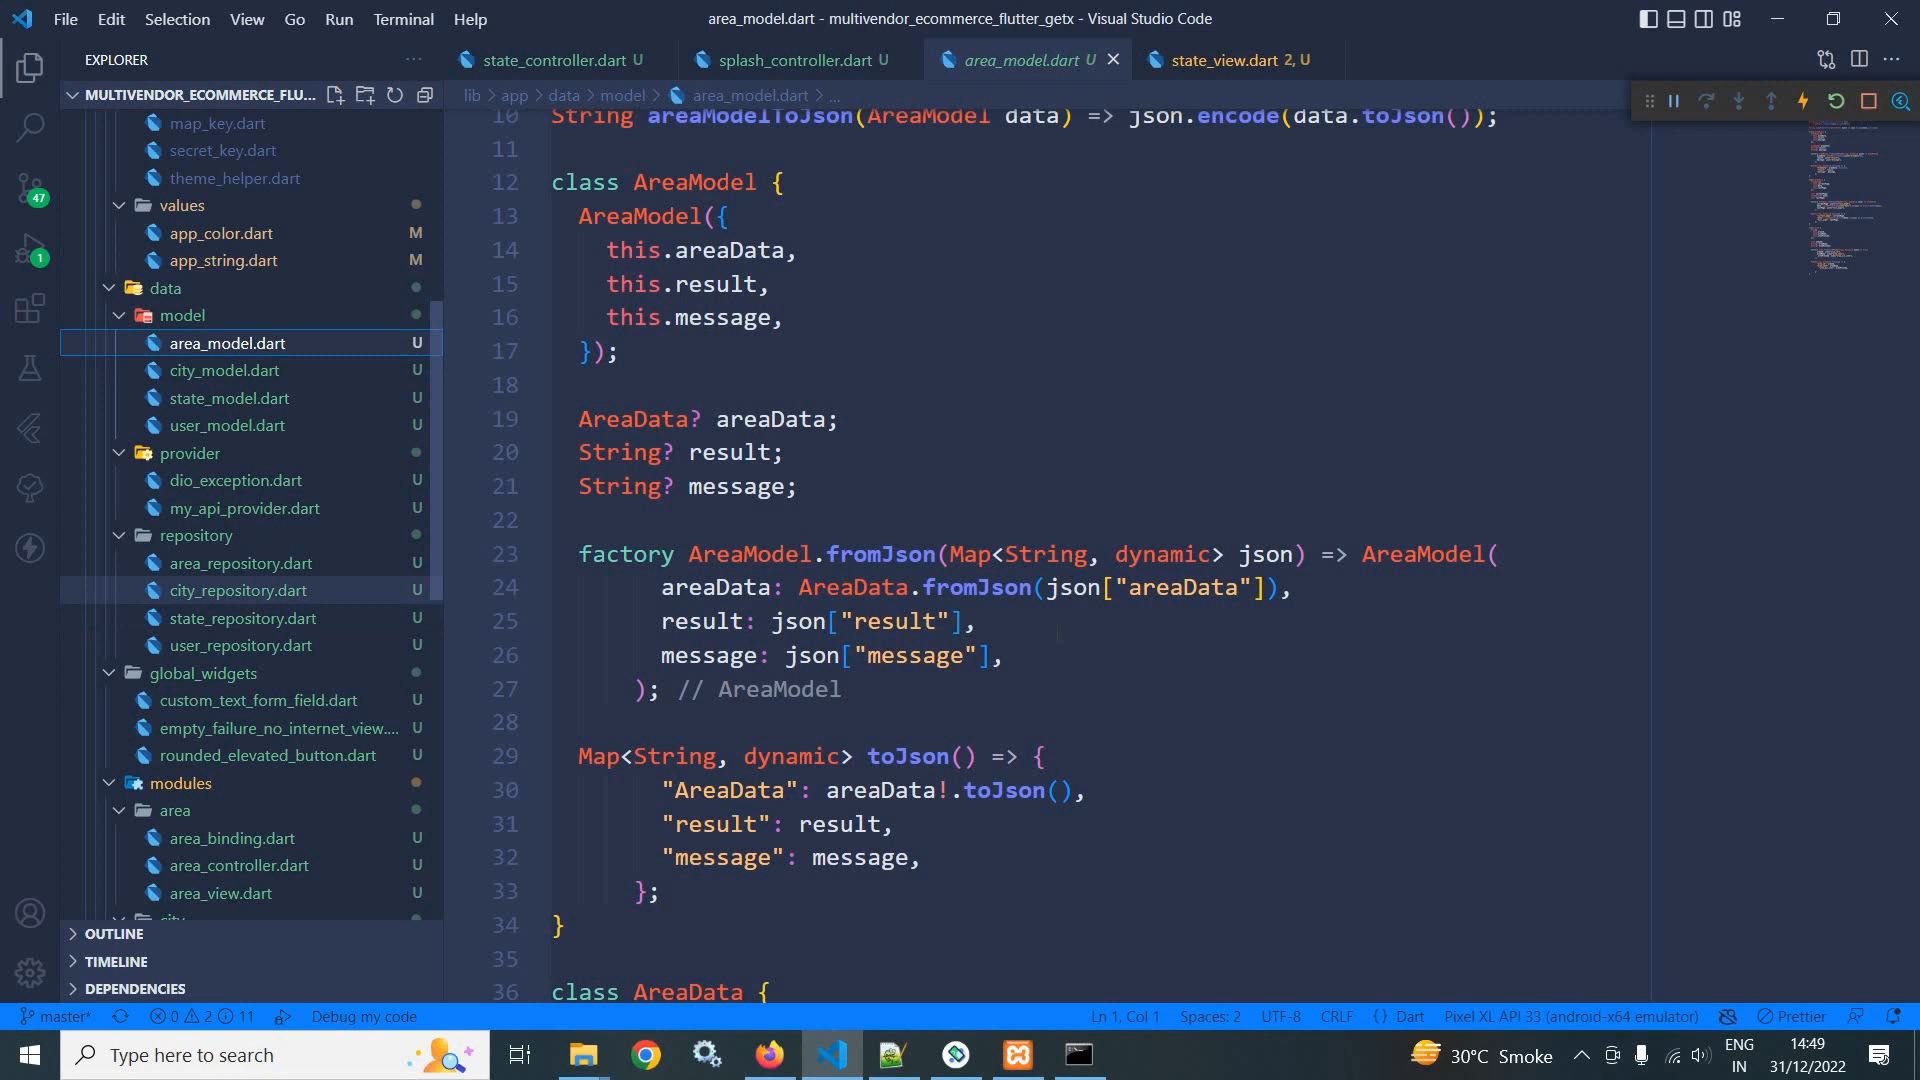 File Edit Selection View Go Run Terminal Help
area_model.dart - multivendor_ecommerce_flutter_getx - Visual Studio Code
EXPLORER
state_controller.dart U
splash_controller.dart U
area_model.dart U
state_view.dart 2, U
MULTIVENDOR_ECOMMERCE_FLU...
lib > app > data > model > area_model.dart > ...
map_key.dart
secret_key.dart
theme_helper.dart
values
app_color.dart M
app_string.dart M
data
model
area_model.dart U
city_model.dart U
state_model.dart U
user_model.dart U
provider
dio_exception.dart U
my_api_provider.dart U
repository
area_repository.dart U
city_repository.dart U
state_repository.dart U
user_repository.dart U
global_widgets
custom_text_form_field.dart U
empty_failure_no_internet_view.... U
rounded_elevated_button.dart U
modules
area
area_binding.dart U
area_controller.dart U
area_view.dart U
city
OUTLINE
TIMELINE
DEPENDENCIES
47
1
10 String areaModelToJson(AreaModel data) => json.encode(data.toJson());
11
12 class AreaModel {
13 AreaModel({
14 this.areaData,
15 this.result,
16 this.message,
17 });
18
19 AreaData? areaData;
20 String? result;
21 String? message;
22
23 factory AreaModel.fromJson(Map<String, dynamic> json) => AreaModel(
24 areaData: AreaData.fromJson(json["areaData"]),
25 result: json["result"],
26 message: json["message"],
27 ); // AreaModel
28
29 Map<String, dynamic> toJson() => {
30 "AreaData": areaData!.toJson(),
31 "result": result,
32 "message": message,
33 };
34 }
35
36 class AreaData {
master* 0 2 11 Debug my code
Ln 1, Col 1 Spaces: 2 UTF-8 CRLF {} Dart Pixel XL API 33 (android-x64 emulator) Prettier
Type here to search
30°C Smoke
ENG
IN
14:49
31/12/2022